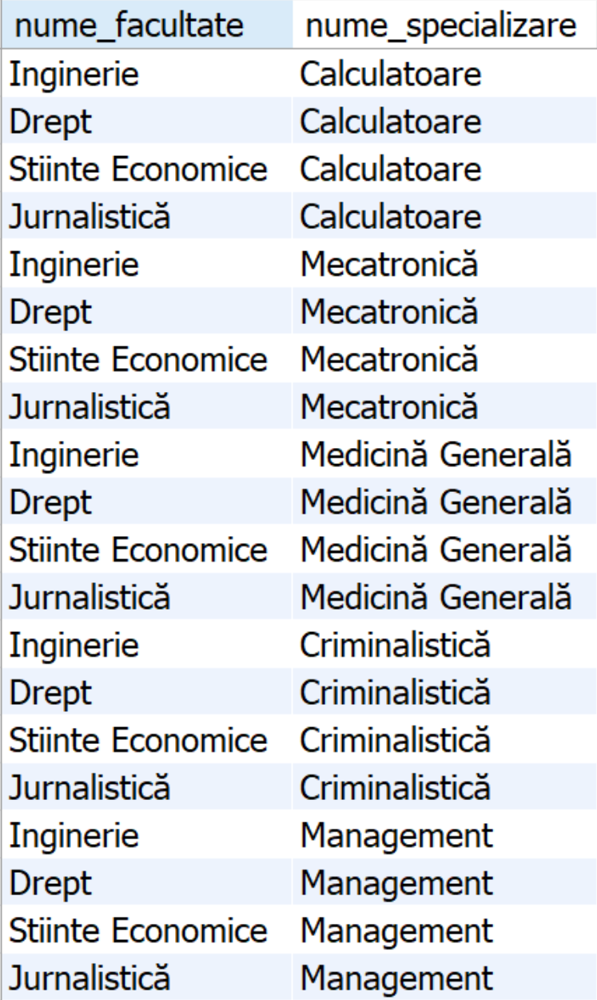 nume_facultate nume_specializare
Inginerie Calculatoare
Drept Calculatoare
Stiinte Economice Calculatoare
Jurnalistică Calculatoare
Inginerie Mecatronică
Drept Mecatronică
Stiinte Economice Mecatronică
Jurnalistică Mecatronică
Inginerie Medicină Generală
Drept Medicină Generală
Stiinte Economice Medicină Generală
Jurnalistică Medicină Generală
Inginerie Criminalistică
Drept Criminalistică
Stiinte Economice Criminalistică
Jurnalistică Criminalistică
Inginerie Management
Drept Management
Stiinte Economice Management
Jurnalistică Management